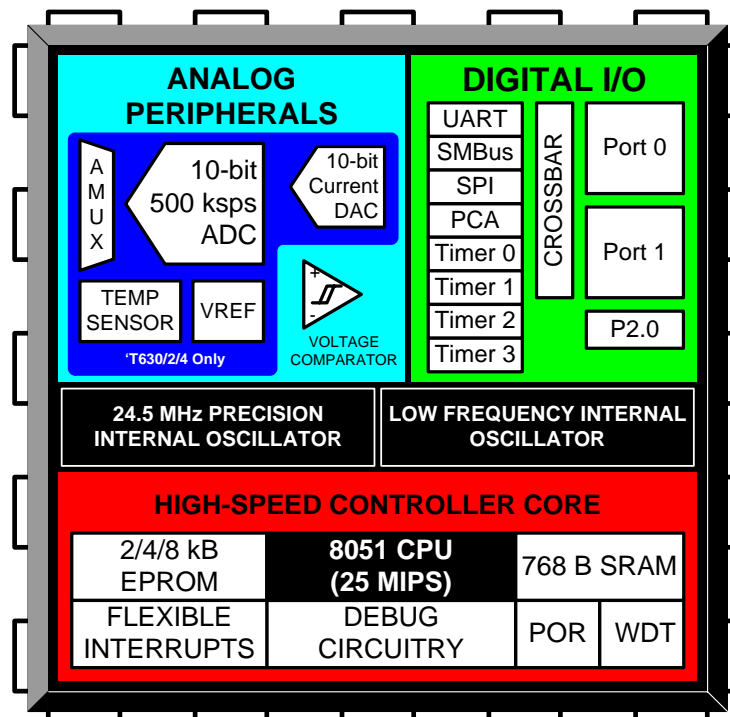 ANALOG
PERIPHERALS
A
M
U
X
10-bit
500 ksps
ADC
10-bit
Current
DAC
TEMP
SENSOR
VREF
+
-
VOLTAGE
COMPARATOR
‘T630/2/4 Only
DIGITAL I/O
UART
SMBus
SPI
PCA
Timer 0
Timer 1
Timer 2
Timer 3
CROSSBAR
Port 0
Port 1
P2.0
24.5 MHz PRECISION
INTERNAL OSCILLATOR
LOW FREQUENCY INTERNAL
OSCILLATOR
HIGH-SPEED CONTROLLER CORE
2/4/8 kB
EPROM
8051 CPU
(25 MIPS)
768 B SRAM
FLEXIBLE
INTERRUPTS
DEBUG
CIRCUITRY
POR
WDT